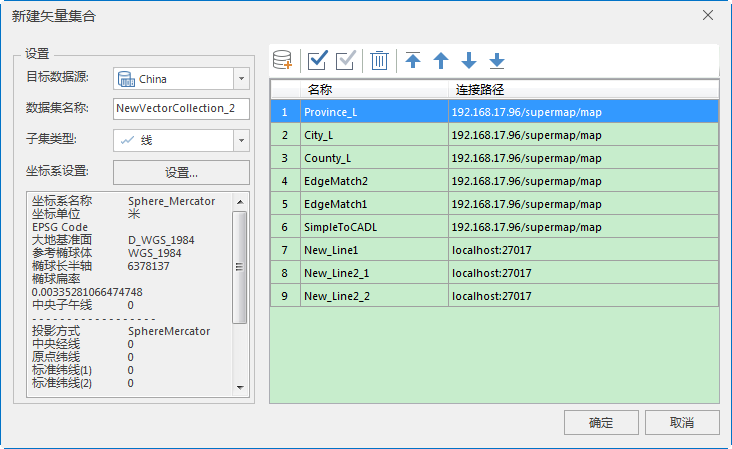 新建矢量集合
设置
目标数据源: China
数据集名称: NewVectorCollection_2
子集类型: 线
坐标系设置: 设置...
坐标系名称 Sphere_Mercator
坐标单位 米
EPSG Code
大地基准面 D_WGS_1984
参考椭球体 WGS_1984
椭球长半轴 6378137
椭球扁率
0.00335281066474748
中央子午线 0
- - - - - - - - - - - - - - - - - -
投影方式 SphereMercator
中央经线 0
原点纬线 0
标准纬线(1) 0
标准纬线(2) 0
名称 连接路径
1 Province_L 192.168.17.96/supermap/map
2 City_L 192.168.17.96/supermap/map
3 County_L 192.168.17.96/supermap/map
4 EdgeMatch2 192.168.17.96/supermap/map
5 EdgeMatch1 192.168.17.96/supermap/map
6 SimpleToCADL 192.168.17.96/supermap/map
7 New_Line1 localhost:27017
8 New_Line2_1 localhost:27017
9 New_Line2_2 localhost:27017
确定 取消